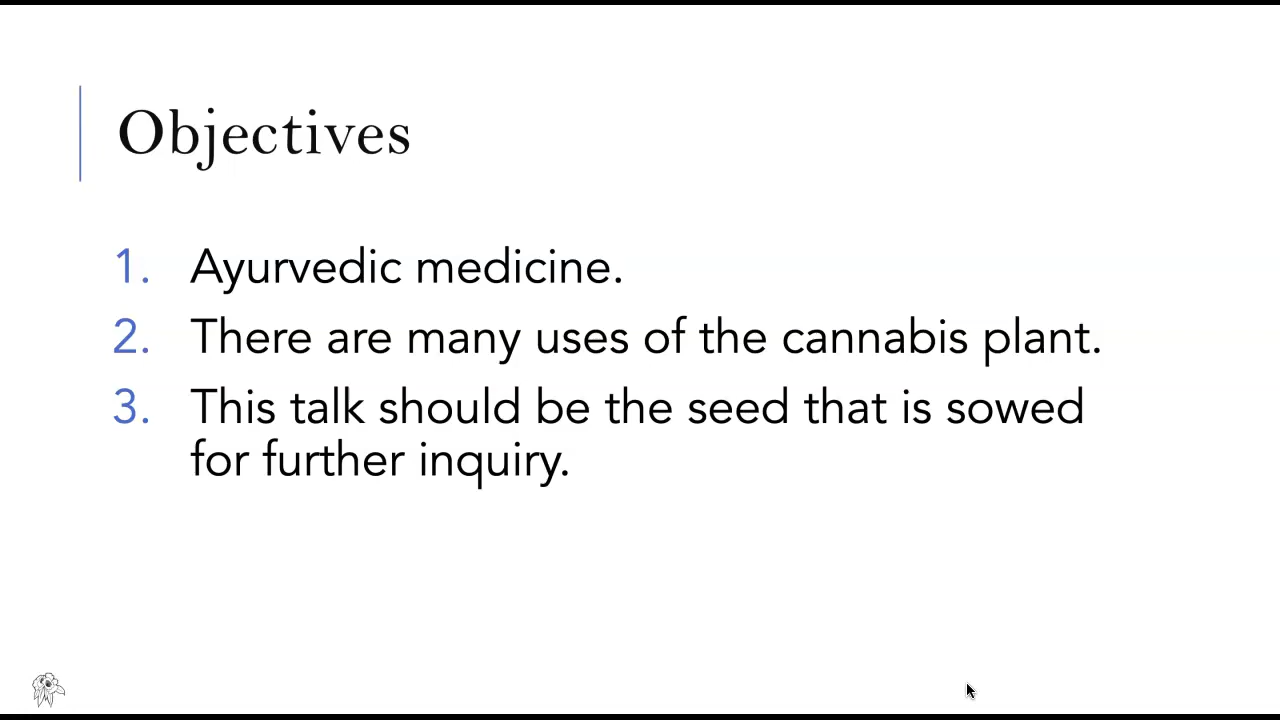 Objectives
1. Ayurvedic medicine.
2. There are many uses of the cannabis plant.
3. This talk should be the seed that is sowed
for further inquiry.